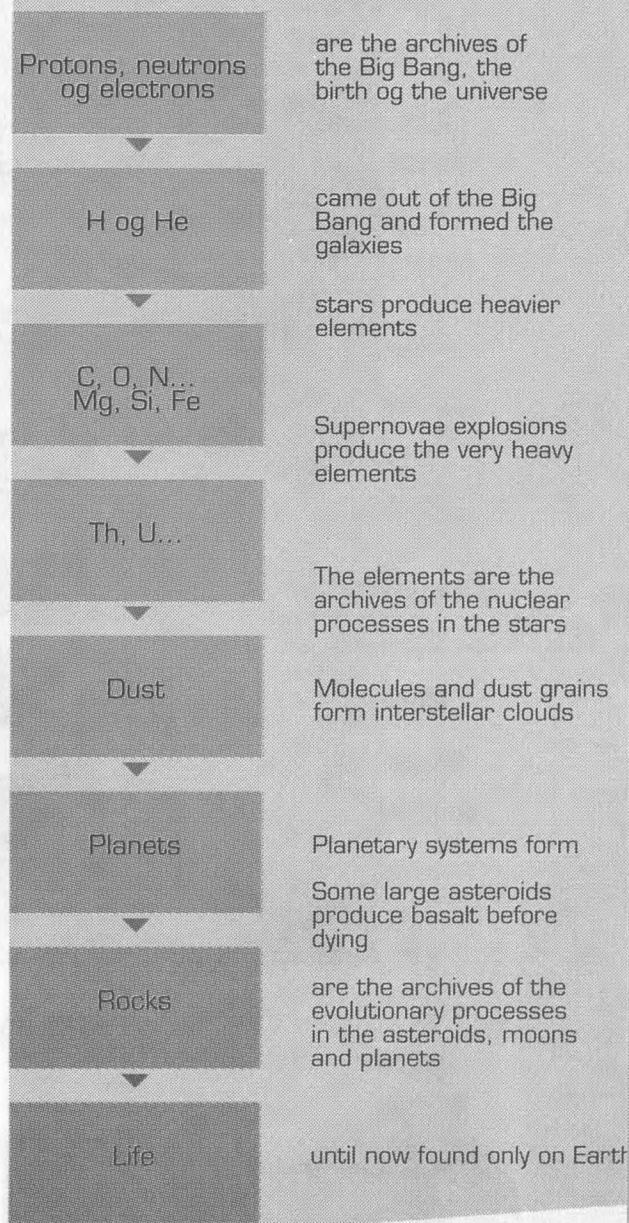 Protons, neutrons
og electrons
are the archives of
the Big Bang, the
birth og the universe
H og He
came out of the Big
Bang and formed the
galaxies
stars produce heavier
elements
C, O, N...
Mg, Si, Fe
Supernovae explosions
produce the very heavy
elements
Th, U...
The elements are the
archives of the nuclear
processes in the stars
Dust
Molecules and dust grains
form interstellar clouds
Planets
Planetary systems form
Some large asteroids
produce basalt before
dying
Rocks
are the archives of the
evolutionary processes
in the asteroids, moons
and planets
Life
until now found only on Earth